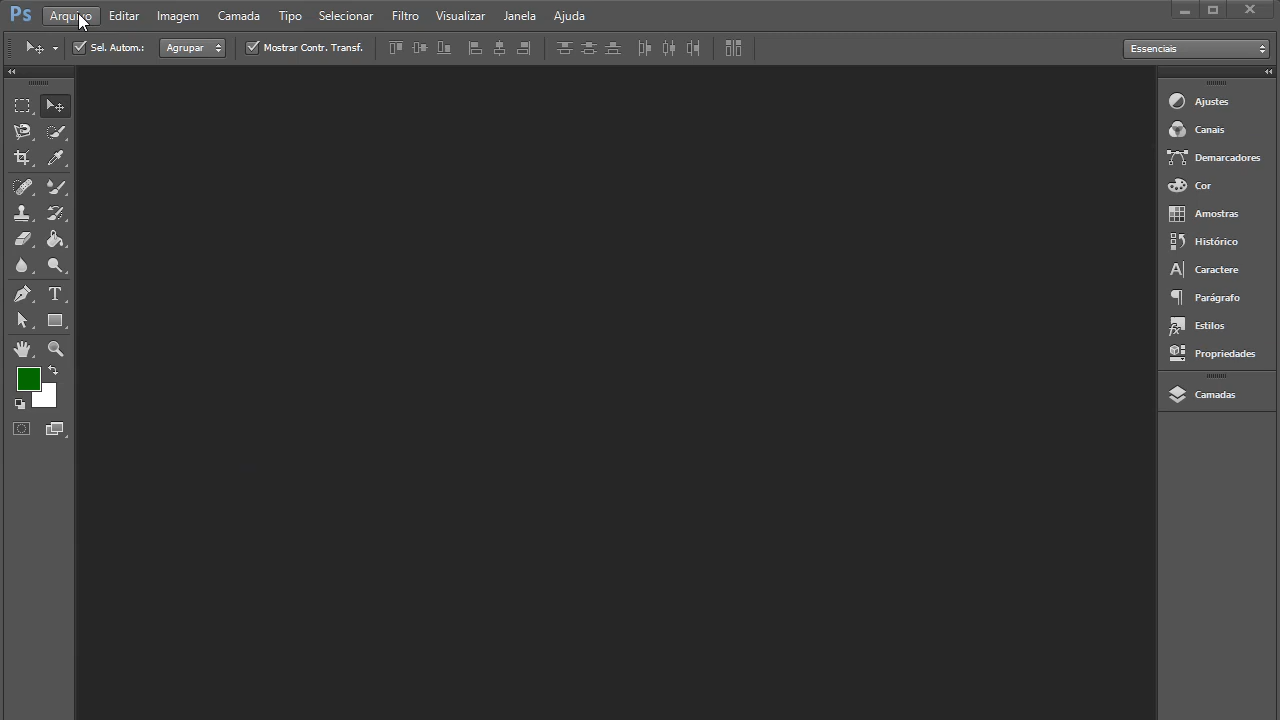 Ps Arquivo Editar Imagem Camada Tipo Selecionar Filtro Visualizar Janela Ajuda
Sel. Autom.: Agrupar Mostrar Contr. Transf. Essenciais
Ajustes
Canais
Demarcadores
Cor
Amostras
Histórico
Caractere
Parágrafo
Estilos
Propriedades
Camadas